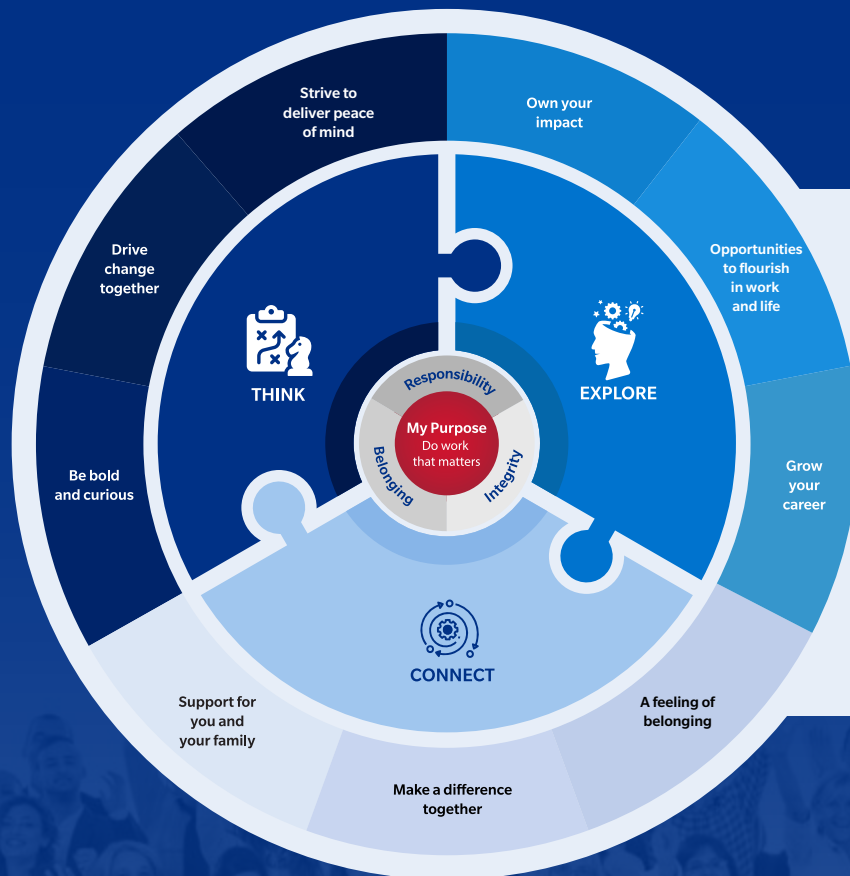 Strive to
deliver peace
of mind
Own your
impact
Drive
change
together
Opportunities
to flourish
in work
and life
THINK
EXPLORE
Responsibility
My Purpose
Do work
that matters
Belonging
Integrity
Be bold
and curious
Grow
your
career
CONNECT
Support for
you and
your family
A feeling of
belonging
Make a difference
together